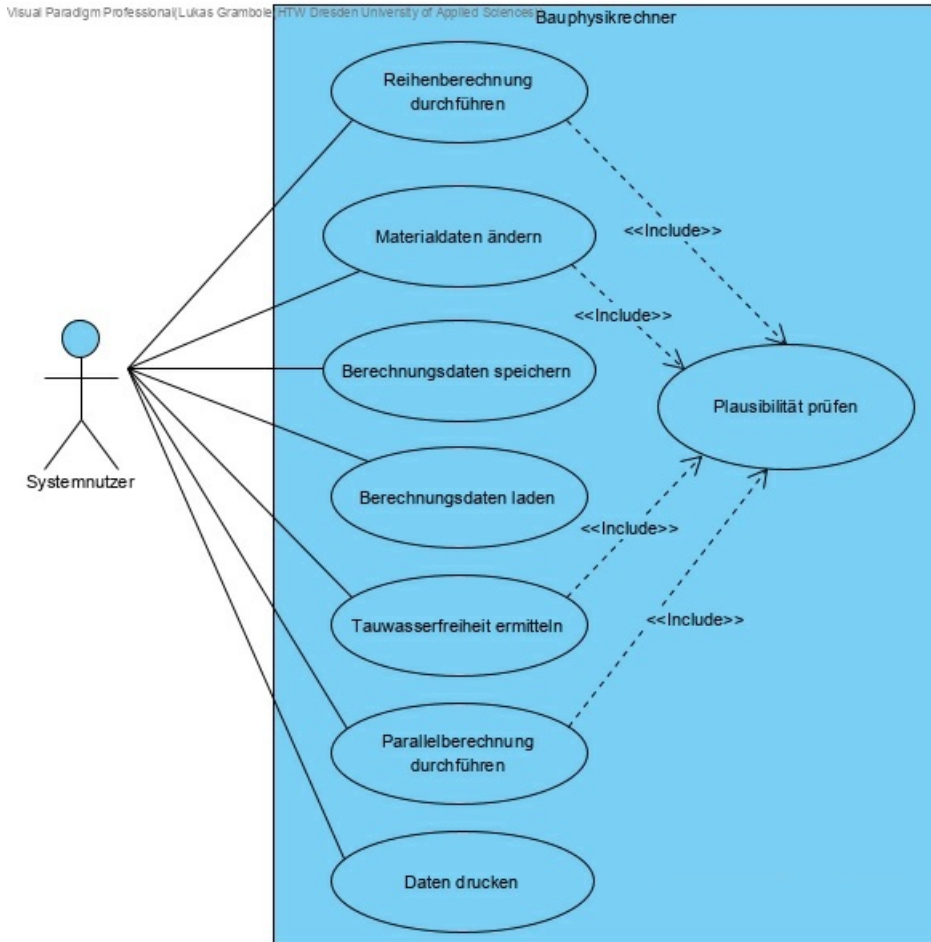 Visual Paradigm Professional(Lukas Grambole(HTW Dresden University of Applied Sciences))
Bauphysikrechner
Reihenberechnung
durchführen
<<Include>>
Materialdaten ändern
<<Include>>
Berechnungsdaten speichern
Plausibilität prüfen
Systemnutzer
Berechnungsdaten laden
<<Include>>
Tauwasserfreiheit ermitteln
<<Include>>
Parallelberechnung
durchführen
Daten drucken